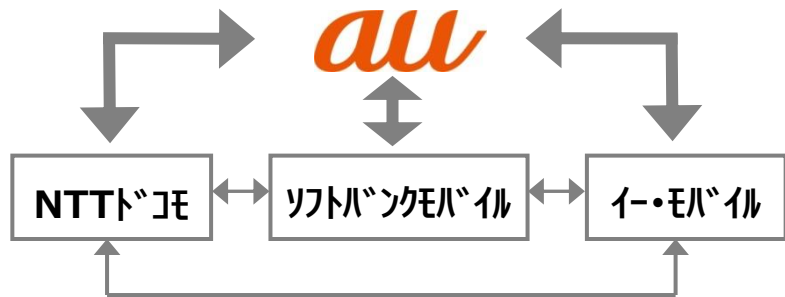 au
NTTﾄﾞｺﾓ
ｿﾌﾄﾊﾞﾝｸﾓﾊﾞｲﾙ
ｲｰ･ﾓﾊﾞｲﾙ